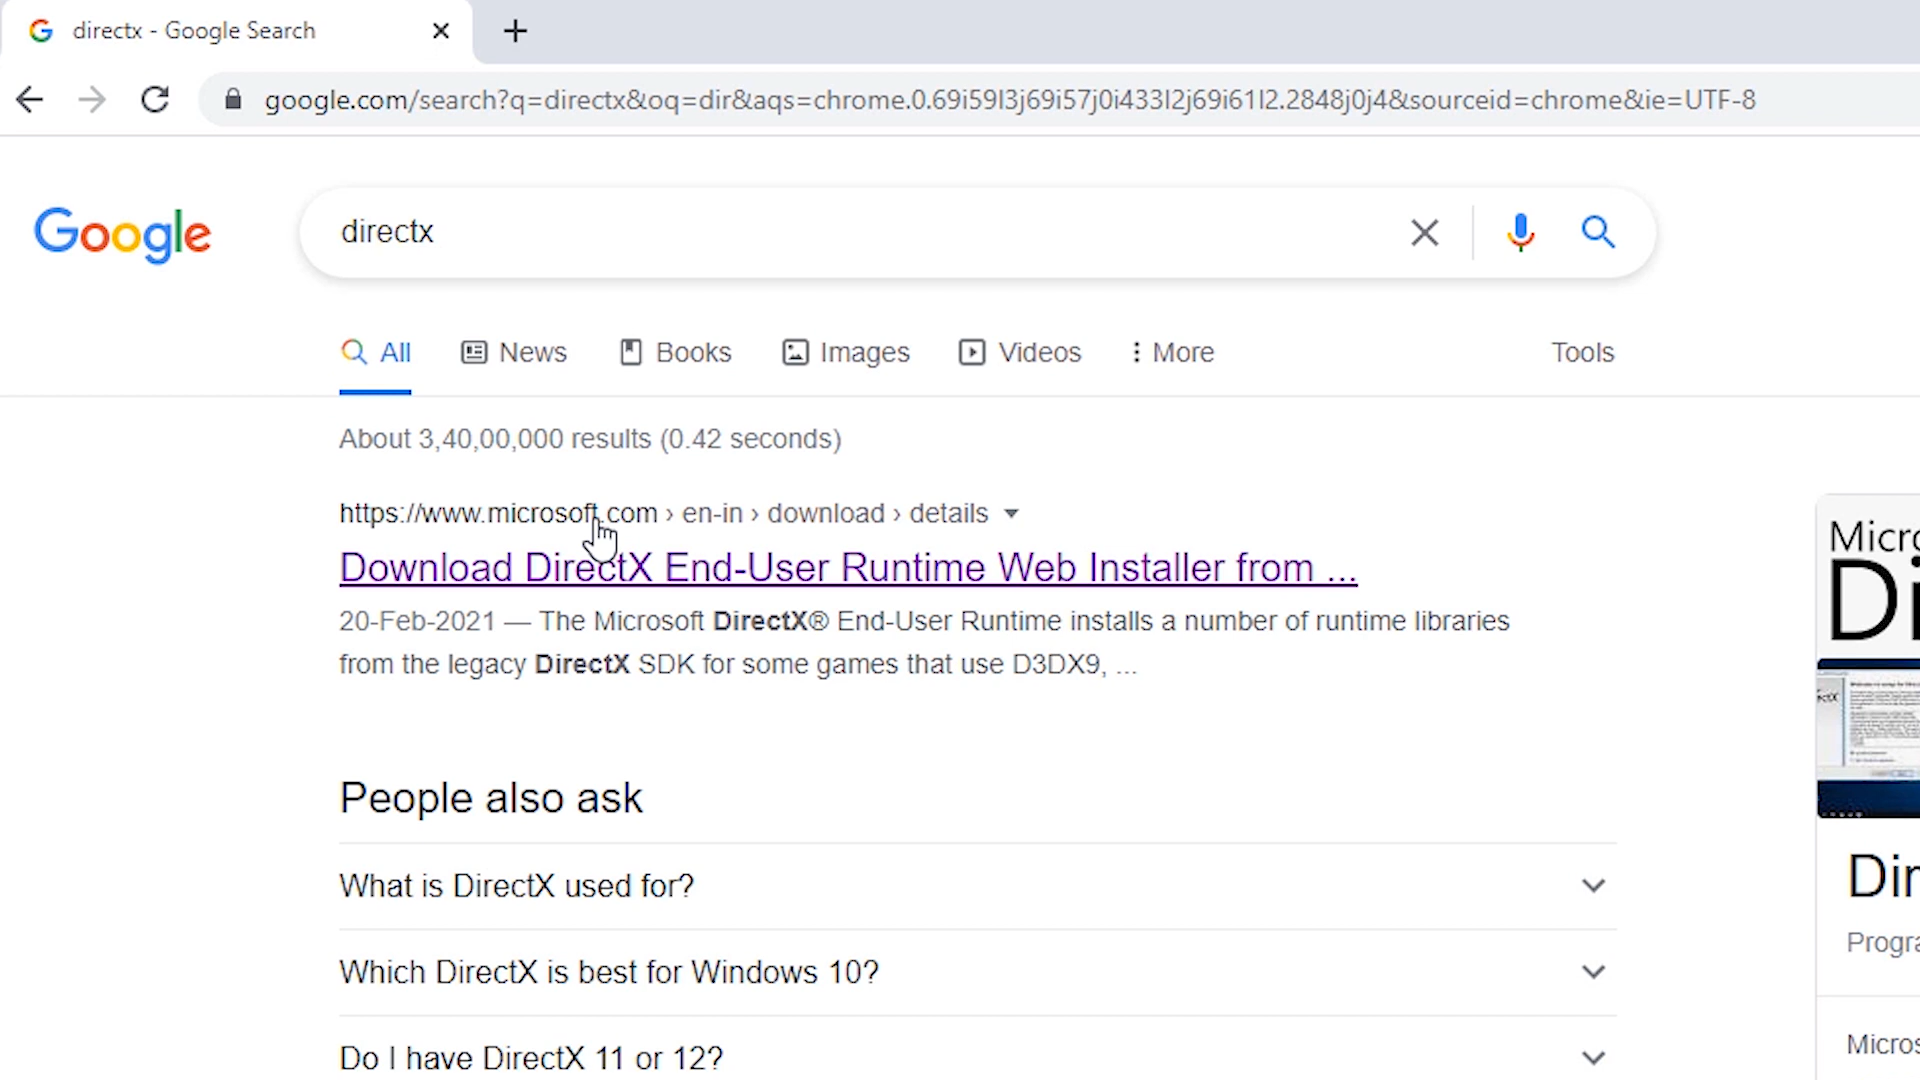 directx - Google Search
google.com/search?q=directx&oq=dir&aqs=chrome.0.69i59l3j69i57j0i433l2j69i61l2.2848j0j4&sourceid=chrome&ie=UTF-8
Google
directx
All News Books Images Videos More Tools
About 3,40,00,000 results (0.42 seconds)
https://www.microsoft.com › en-in › download › details
Download DirectX End-User Runtime Web Installer from ...
20-Feb-2021 — The Microsoft DirectX® End-User Runtime installs a number of runtime libraries
from the legacy DirectX SDK for some games that use D3DX9, ...
People also ask
What is DirectX used for?
Which DirectX is best for Windows 10?
Do I have DirectX 11 or 12?